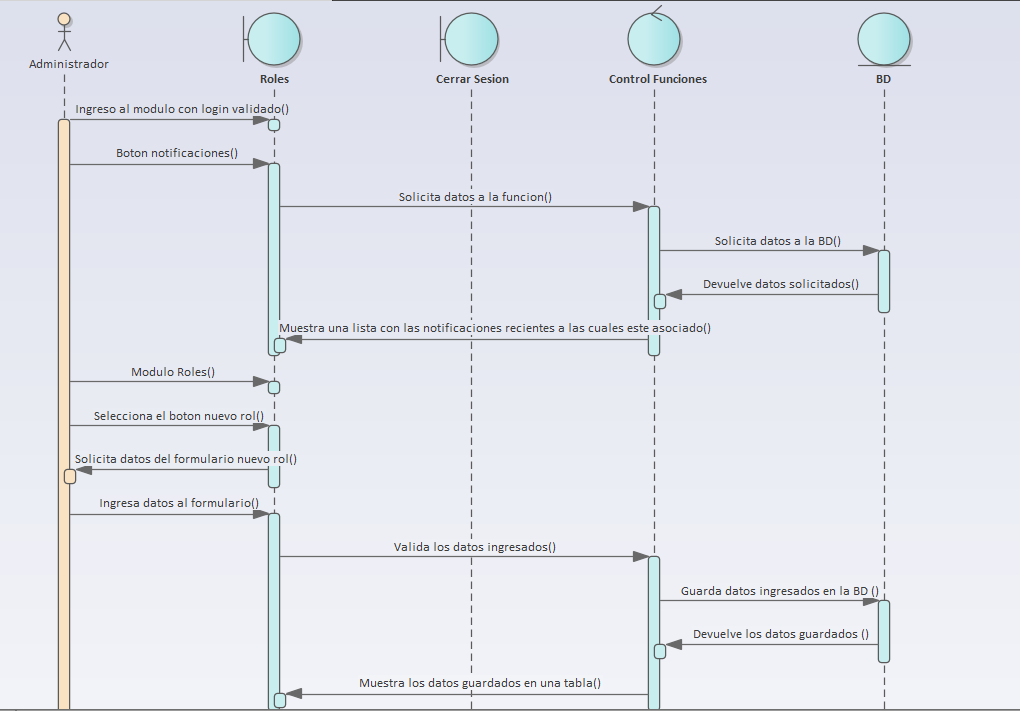 Administrador
Roles
Cerrar Sesion
Control Funciones
BD
Ingreso al modulo con login validado()
Boton notificaciones()
Solicita datos a la funcion()
Solicita datos a la BD()
Devuelve datos solicitados()
Muestra una lista con las notificaciones recientes a las cuales este asociado()
Modulo Roles()
Selecciona el boton nuevo rol()
Solicita datos del formulario nuevo rol()
Ingresa datos al formulario()
Valida los datos ingresados()
Guarda datos ingresados en la BD ()
Devuelve los datos guardados ()
Muestra los datos guardados en una tabla()